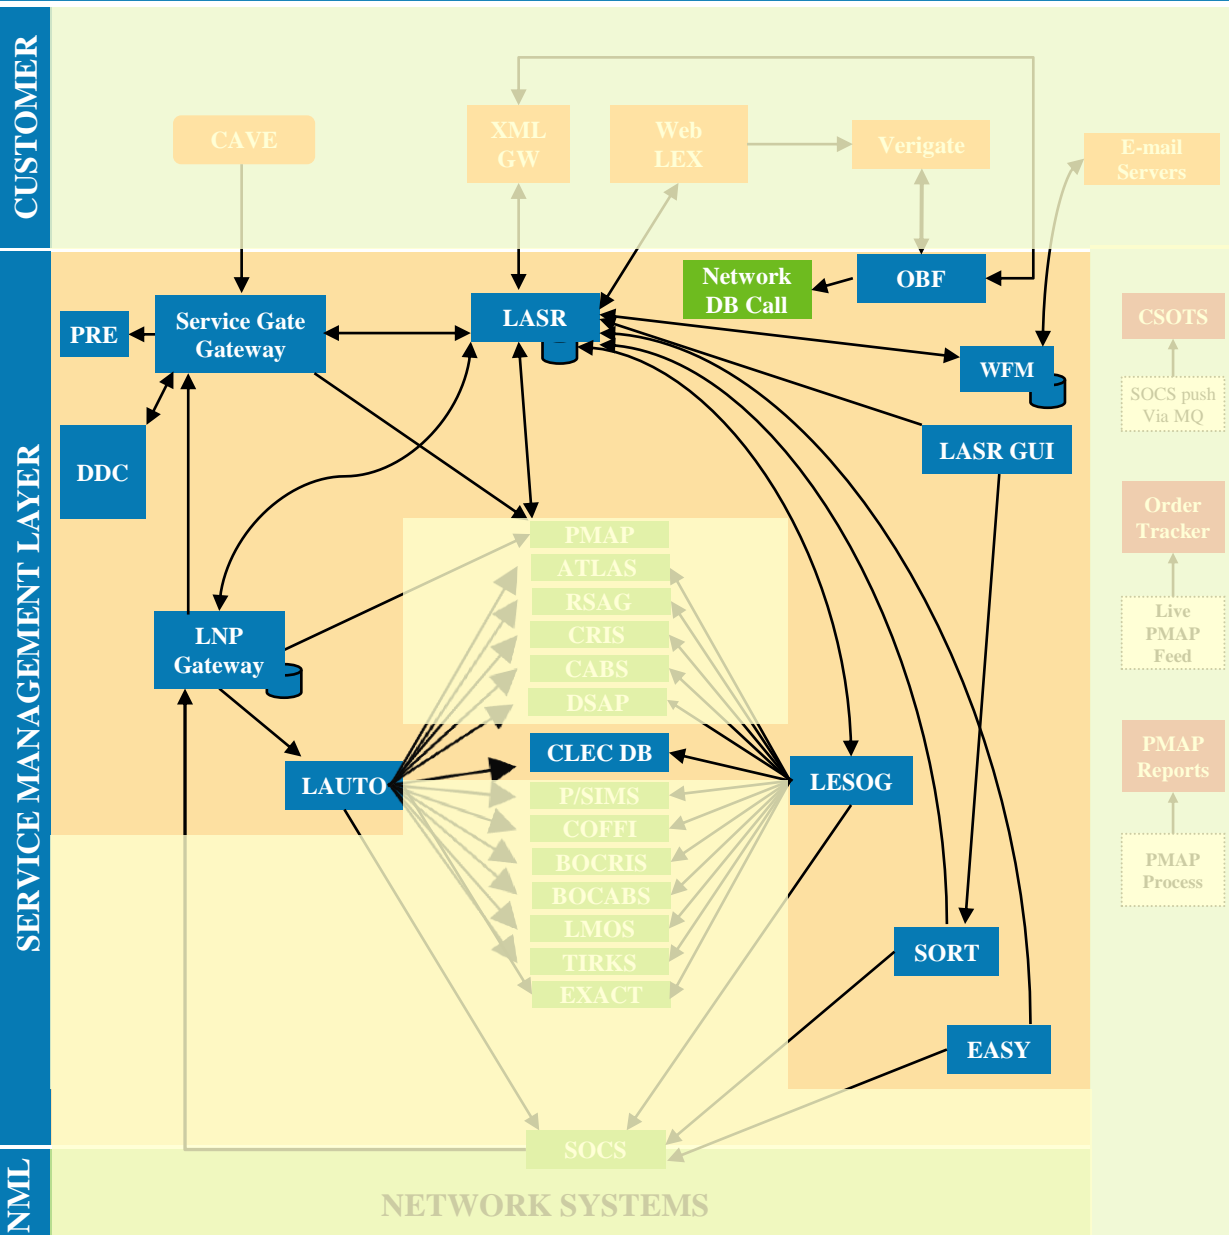 CUSTOMER
CAVE
XML
GW
Web
LEX
Verigate
E-mail
Servers
SERVICE MANAGEMENT LAYER
PRE
Service Gate
Gateway
LASR
Network
DB Call
OBF
WFM
CSOTS
SOCS push
Via MQ
DDC
LASR GUI
Order
Tracker
Live
PMAP
Feed
LNP
Gateway
PMAP
ATLAS
RSAG
CRIS
CABS
DSAP
CLEC DB
LAUTO
LESOG
P/SIMS
COFFI
BOCRIS
BOCABS
LMOS
TIRKS
EXACT
PMAP
Reports
PMAP
Process
SORT
EASY
SOCS
NML
NETWORK SYSTEMS